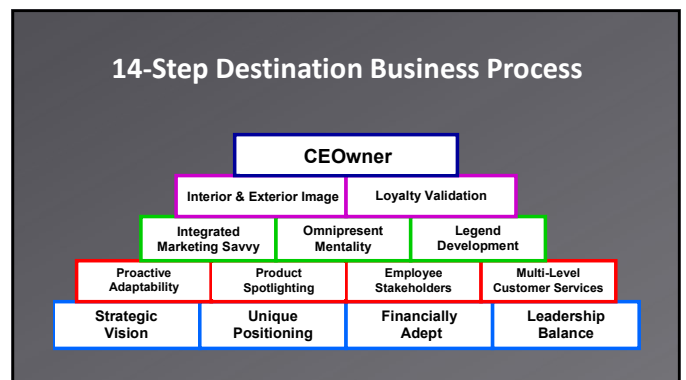 14-Step Destination Business Process
CEOwner
Interior & Exterior Image
Loyalty Validation
Integrated
Marketing Savvy
Omnipresent
Mentality
Legend
Development
Proactive
Adaptability
Product
Spotlighting
Employee
Stakeholders
Multi-Level
Customer Services
Strategic
Vision
Unique
Positioning
Financially
Adept
Leadership
Balance